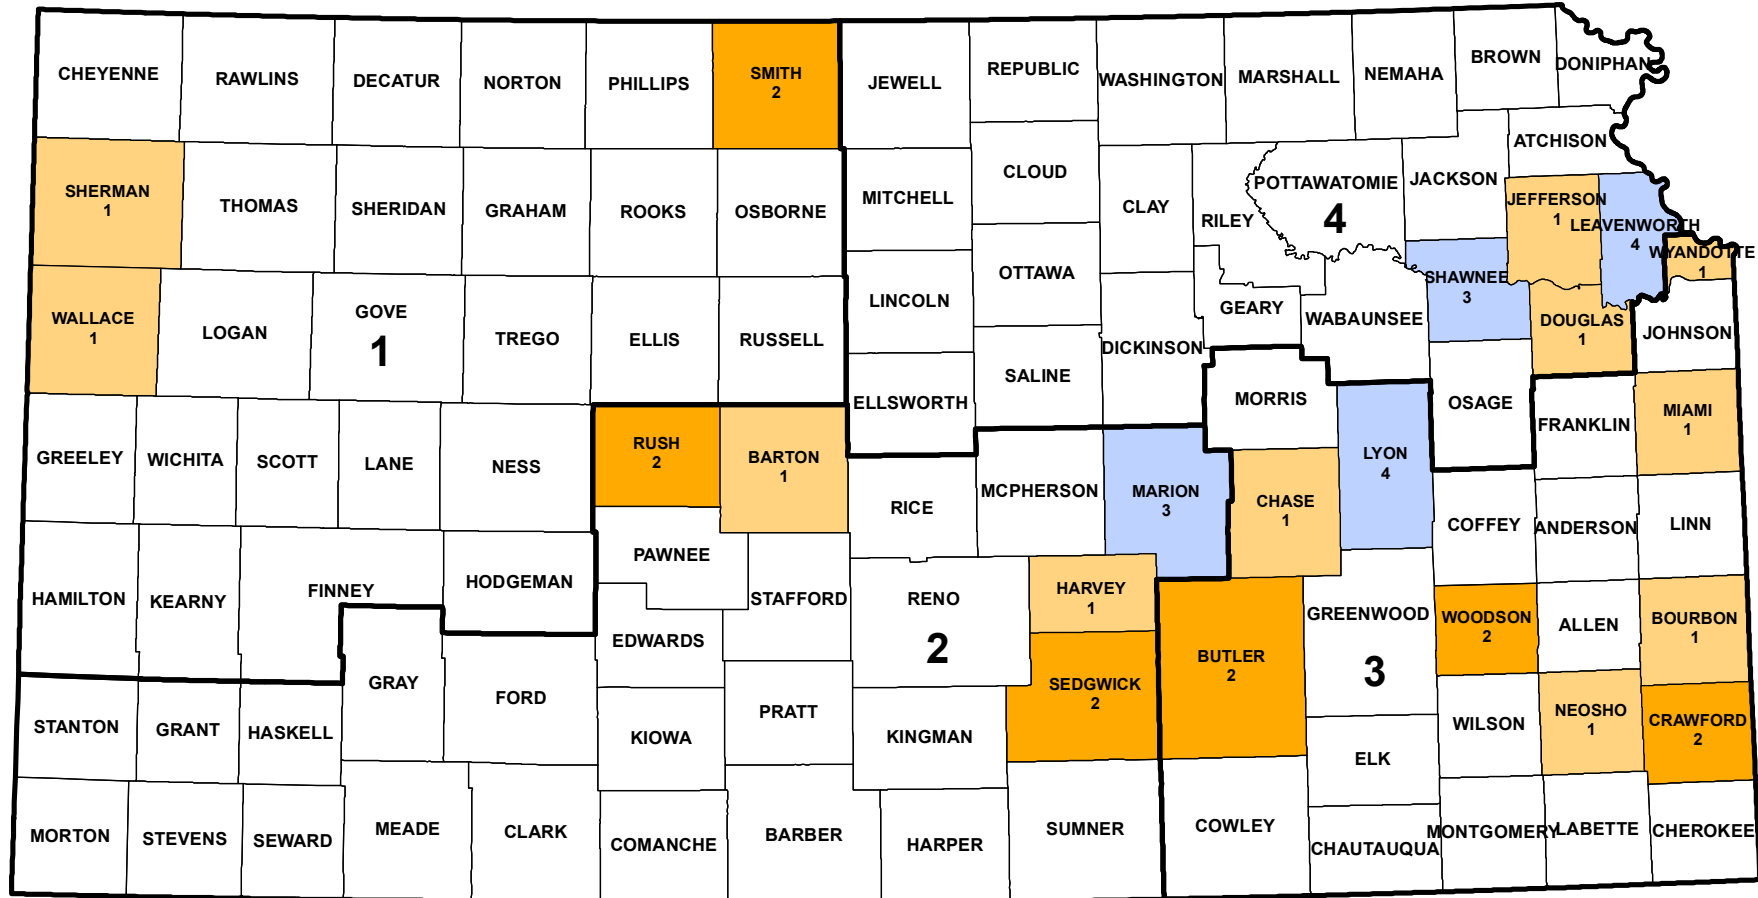 CHEYENNE
RAWLINS
DECATUR
NORTON
PHILLIPS
SMITH
2
JEWELL
REPUBLIC
WASHINGTON
MARSHALL
NEMAHA
BROWN
DONIPHAN
SHERMAN
1
THOMAS
SHERIDAN
GRAHAM
ROOKS
OSBORNE
MITCHELL
CLOUD
CLAY
RILEY
POTTAWATOMIE
4
JACKSON
ATCHISON
JEFFERSON
1
LEAVENWORTH
4
WYANDOTTE
1
WALLACE
1
LOGAN
GOVE
1
TREGO
ELLIS
RUSSELL
LINCOLN
OTTAWA
DICKINSON
GEARY
WABAUNSEE
SHAWNEE
3
DOUGLAS
1
JOHNSON
GREELEY
WICHITA
SCOTT
LANE
NESS
RUSH
2
BARTON
1
ELLSWORTH
SALINE
MORRIS
LYON
4
OSAGE
FRANKLIN
MIAMI
1
RICE
MCPHERSON
MARION
3
CHASE
1
COFFEY
ANDERSON
LINN
HAMILTON
KEARNY
FINNEY
HODGEMAN
PAWNEE
STAFFORD
EDWARDS
RENO
2
HARVEY
1
GREENWOOD
3
WOODSON
2
ALLEN
BOURBON
1
GRAY
FORD
SEDGWICK
2
BUTLER
2
STANTON
GRANT
HASKELL
KIOWA
PRATT
KINGMAN
ELK
WILSON
NEOSHO
1
CRAWFORD
2
MORTON
STEVENS
SEWARD
MEADE
CLARK
COMANCHE
BARBER
HARPER
SUMNER
COWLEY
CHAUTAUQUA
MONTGOMERY
LABETTE
CHEROKEE